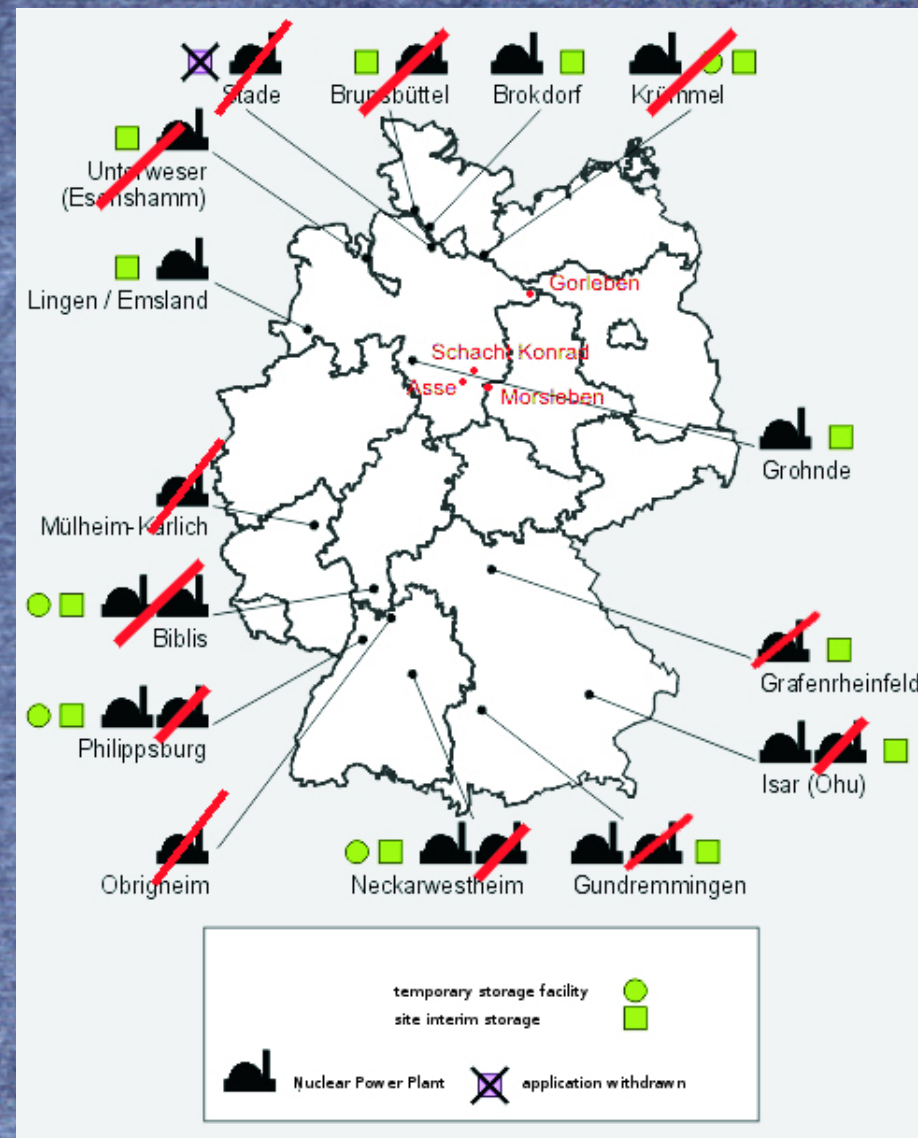 Stade
Brunsbüttel
Brokdorf
Krümmel
Unterweser
(Esenshamm)
Lingen / Emsland
Gorleben
Schacht Konrad
Asse
Morsleben
Grohnde
Mülheim-Kärlich
Biblis
Grafenrheinfeld
Philippsburg
Isar (Ohu)
Obrigheim
Neckarwestheim
Gundremmingen
temporary storage facility
site interim storage
Nuclear Power Plant
application withdrawn